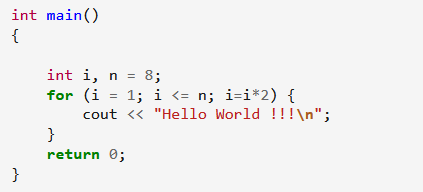 int main()
{
int i, n = 8;
for (i = 1; i <= n; i=i*2) {
cout << "Hello World !!!\n";
}
return 0;
}